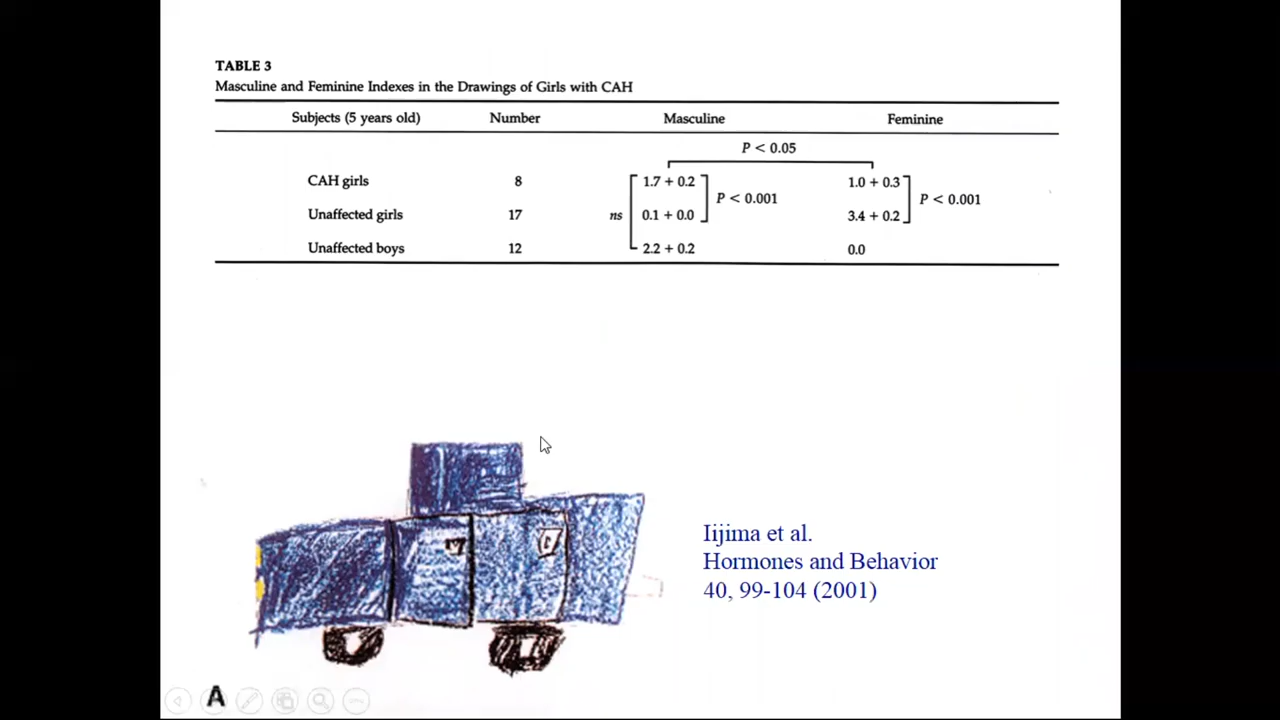 TABLE 3
Masculine and Feminine Indexes in the Drawings of Girls with CAH
Subjects (5 years old) Number Masculine Feminine
P < 0.05
CAH girls 8 1.7 + 0.2 P < 0.001 1.0 + 0.3 P < 0.001
Unaffected girls 17 ns 0.1 + 0.0 3.4 + 0.2
Unaffected boys 12 2.2 + 0.2 0.0
Iijima et al.
Hormones and Behavior
40, 99-104 (2001)
A